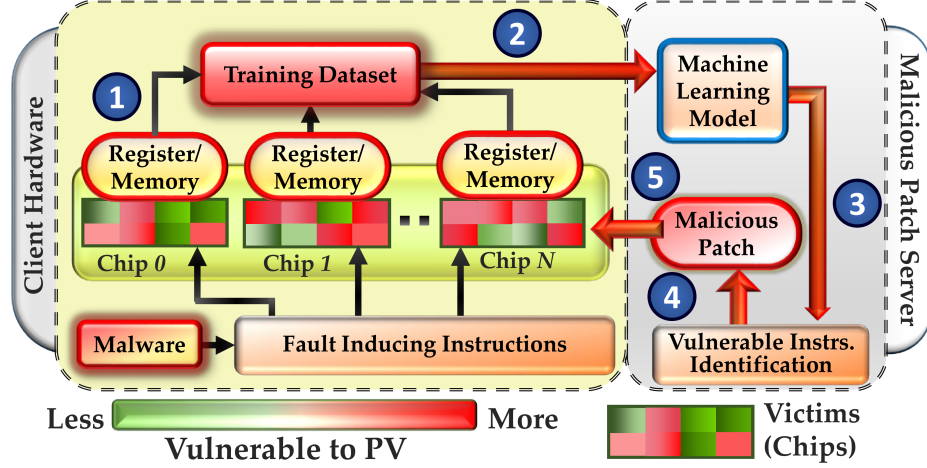 Client Hardware
1
Training Dataset
2
Machine
Learning
Model
Malicious Patch Server
Register/
Memory
Register/
Memory
Register/
Memory
Chip 0
Chip 1
Chip N
5
Malicious
Patch
3
4
Malware
Fault Inducing Instructions
Vulnerable Instrs.
Identification
Less
More
Vulnerable to PV
Victims
(Chips)